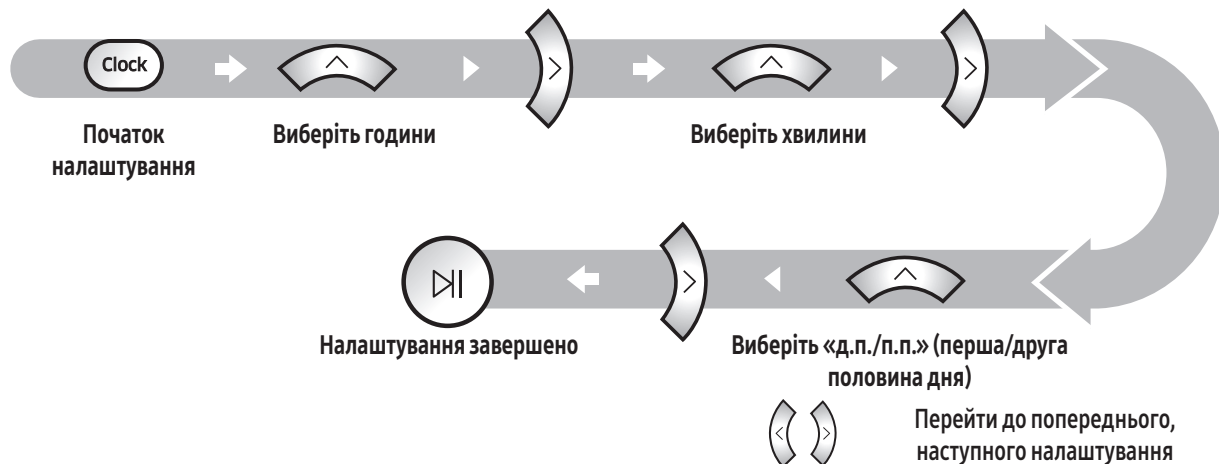 Clock
Початок
налаштування
Виберіть години
Виберіть хвилини
Налаштування завершено
Виберіть «д.п./п.п.» (перша/друга
половина дня)
Перейти до попереднього,
наступного налаштування